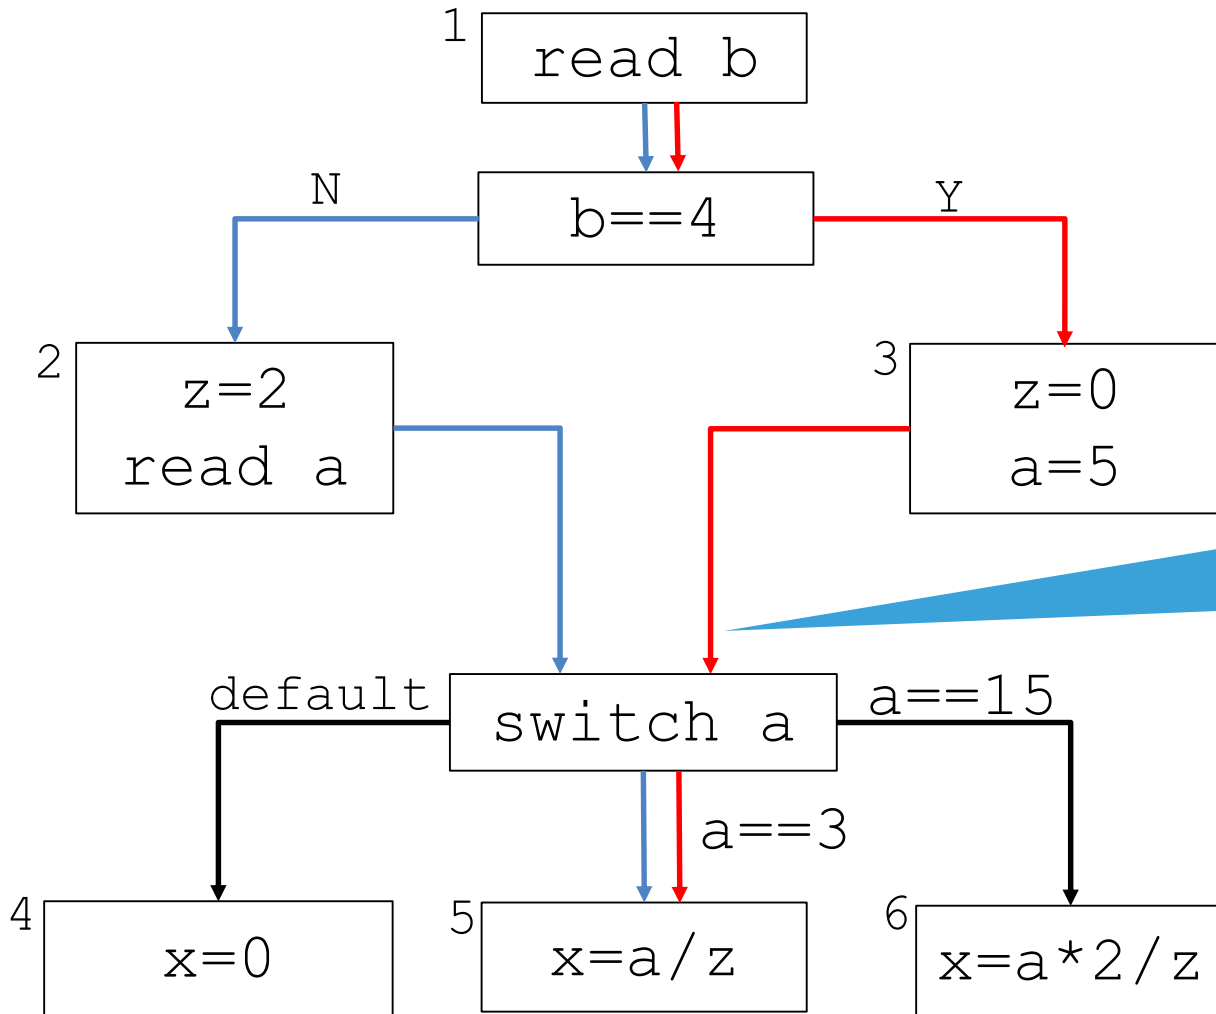 1
read b
N
Y
b==4
2
z=2
read a
3
z=0
a=5
default
switch a
a==15
a==3
4
x=0
5
x=a/z
6
x=a*2/z